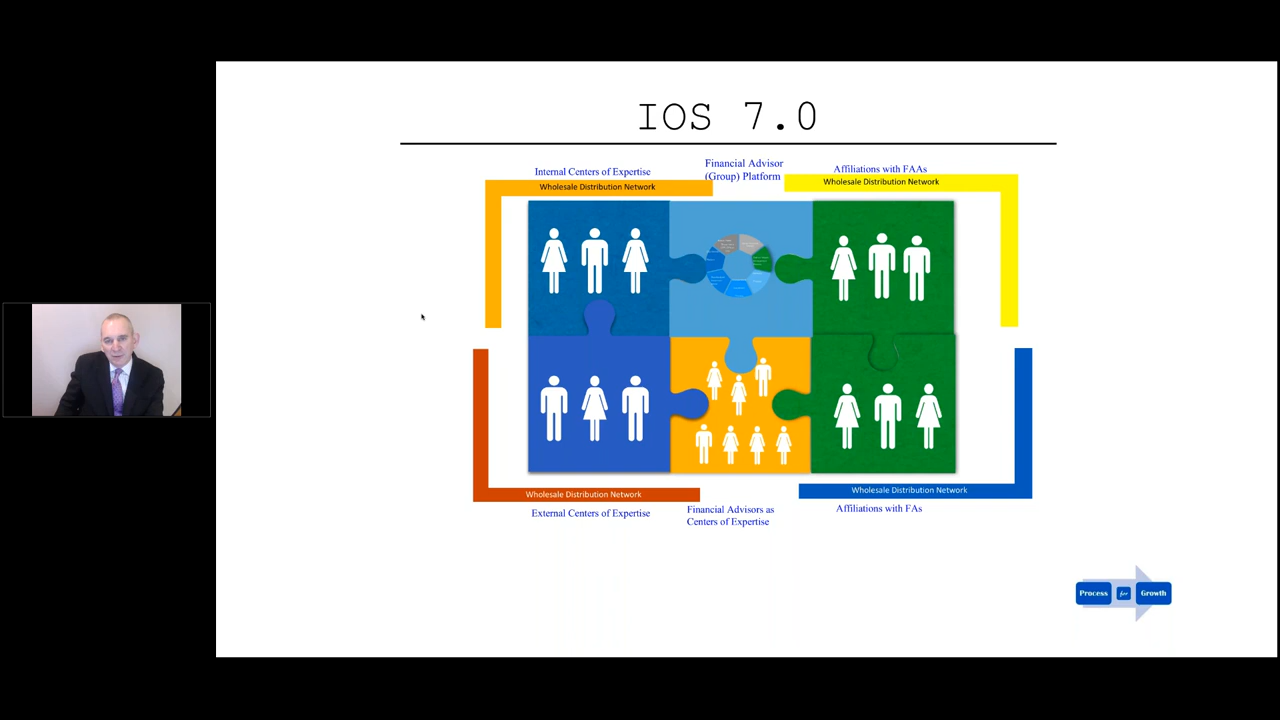 IOS 7.0
Internal Centers of Expertise
Financial Advisor
(Group) Platform
Affiliations with FAAs
Wholesale Distribution Network
Wholesale Distribution Network
Wholesale Distribution Network
Wholesale Distribution Network
External Centers of Expertise
Financial Advisors as
Centers of Expertise
Affiliations with FAs
Process for Growth